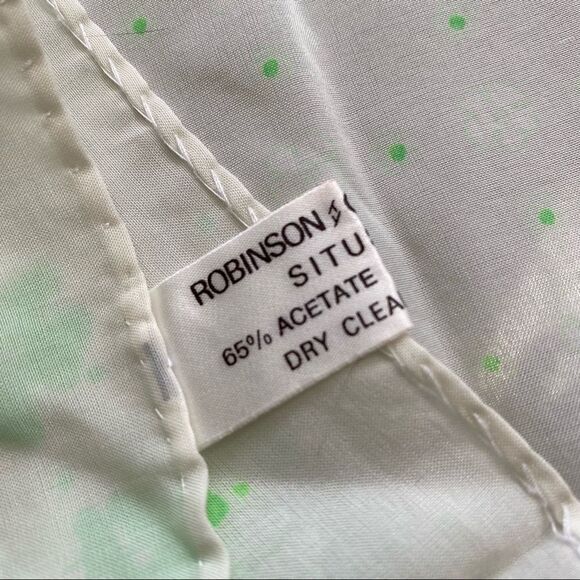 ROBINSON
SITU
65% ACETATE
DRY CLEA